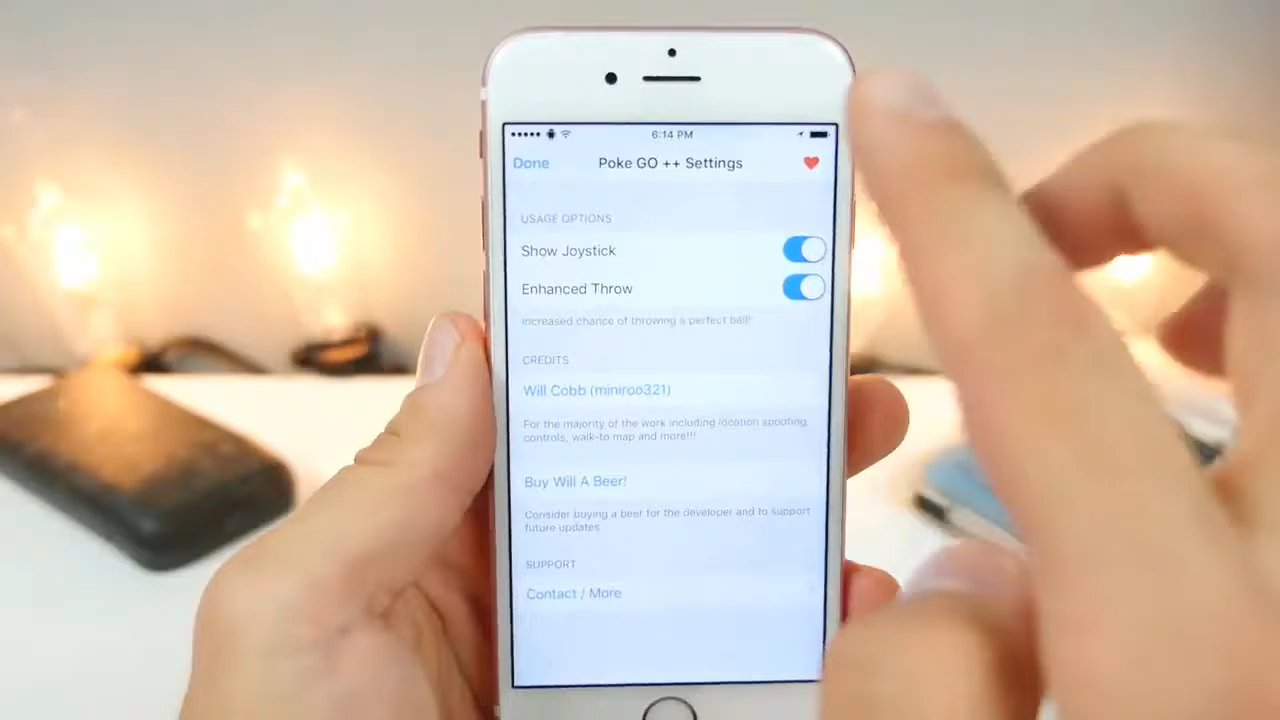 6:14 PM
Done Poke GO ++ Settings
USAGE OPTIONS
Show Joystick
Enhanced Throw
Increased chance of throwing a perfect ball!
CREDITS
Will Cobb (miniroo321)
For the majority of the work including location spoofing,
controls, walk-to map and more!!!
Buy Will A Beer!
Consider buying a beer for the developer and to support
future updates
SUPPORT
Contact / More